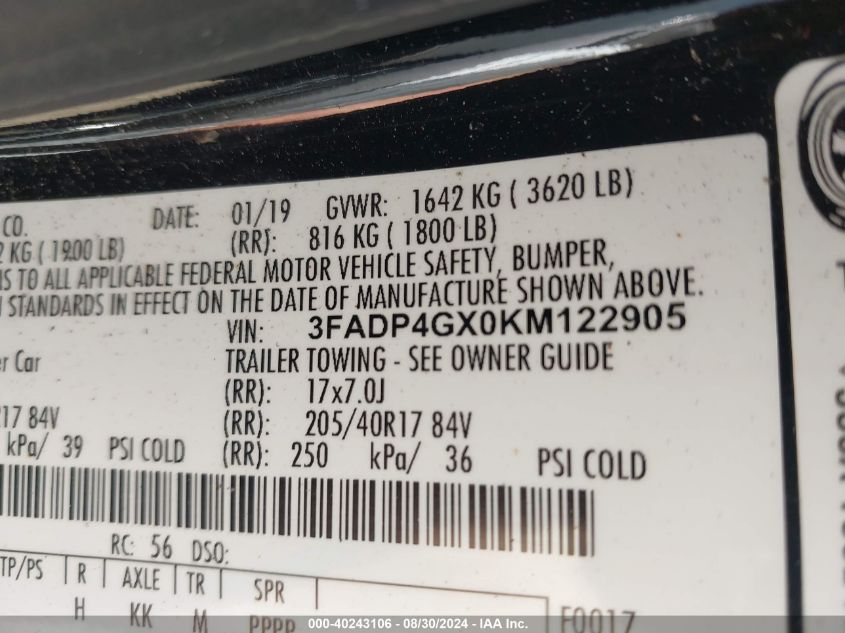 CO. DATE: 01/19 GVWR: 1642 KG ( 3620 LB)
KG ( 1900 LB) (RR): 816 KG ( 1800 LB)
IS TO ALL APPLICABLE FEDERAL MOTOR VEHICLE SAFETY, BUMPER,
STANDARDS IN EFFECT ON THE DATE OF MANUFACTURE SHOWN ABOVE.
VIN: 3FADP4GX0KM122905
Car TRAILER TOWING - SEE OWNER GUIDE
(RR): 17x7.0J
R17 84V (RR): 205/40R17 84V
kPa/ 39 PSI COLD (RR): 250 kPa/ 36 PSI COLD
RC: 56 DSO:
TP/PS R AXLE TR SPR
H KK M PPPP F0017
000-40243106 - 08/30/2024 - IAA Inc.